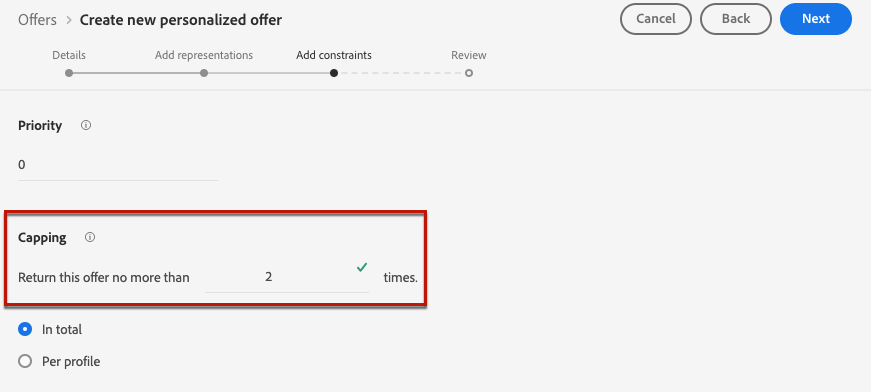 Offers > Create new personalized offer
Cancel
Back
Next
Details
Add representations
Add constraints
Review
Priority
0
Capping
Return this offer no more than 2 times.
In total
Per profile